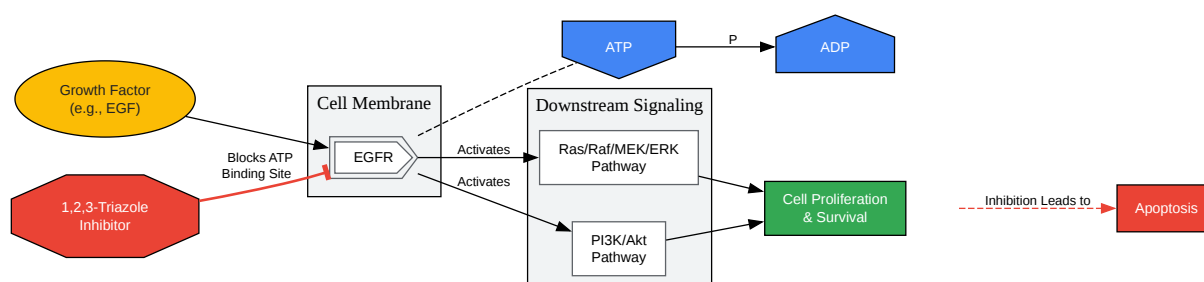 Growth Factor
(e.g., EGF)
1,2,3-Triazole
Inhibitor
Blocks ATP
Binding Site
Cell Membrane
EGFR
Activates
Activates
ATP
P
ADP
Downstream Signaling
Ras/Raf/MEK/ERK
Pathway
PI3K/Akt
Pathway
Cell Proliferation
& Survival
Inhibition Leads to
Apoptosis